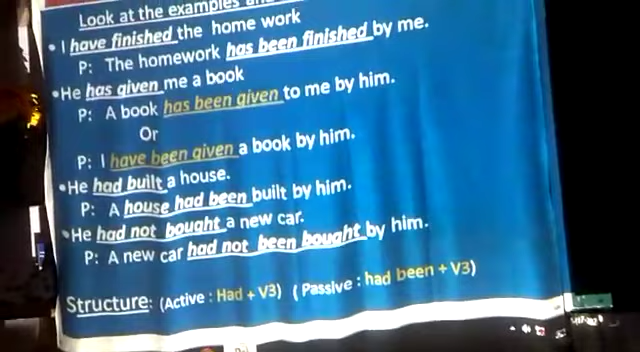 Look at the examples
• I have finished the home work
P: The homework has been finished by me.
•He has given me a book
P: A book has been given to me by him.
Or
P: I have been given a book by him.
•He had built a house.
P: A house had been built by him.
•He had not bought a new car.
P: A new car had not been bought by him.
Structure: (Active : Had + V3) ( Passive : had been + V3)